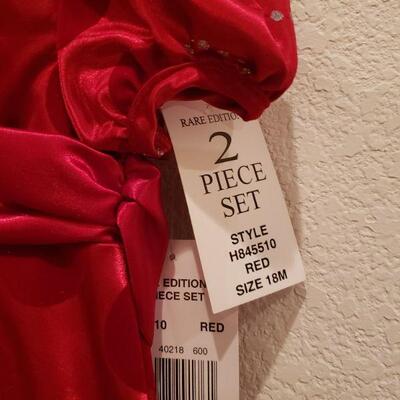 RARE EDITION
2
PIECE
SET
STYLE
H845510
RED
SIZE 18M
EDITION
IECE SET
10 RED
40218 600